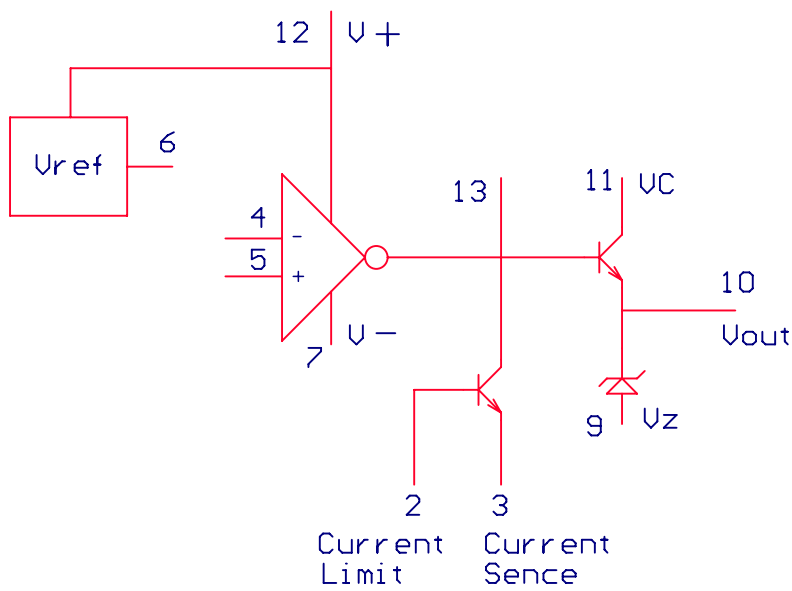 12 V+
Vref 6
13
11 VC
4
-
5
+
10
Vout
V-
7
9 Vz
2 3
Current Current
Limit Sence